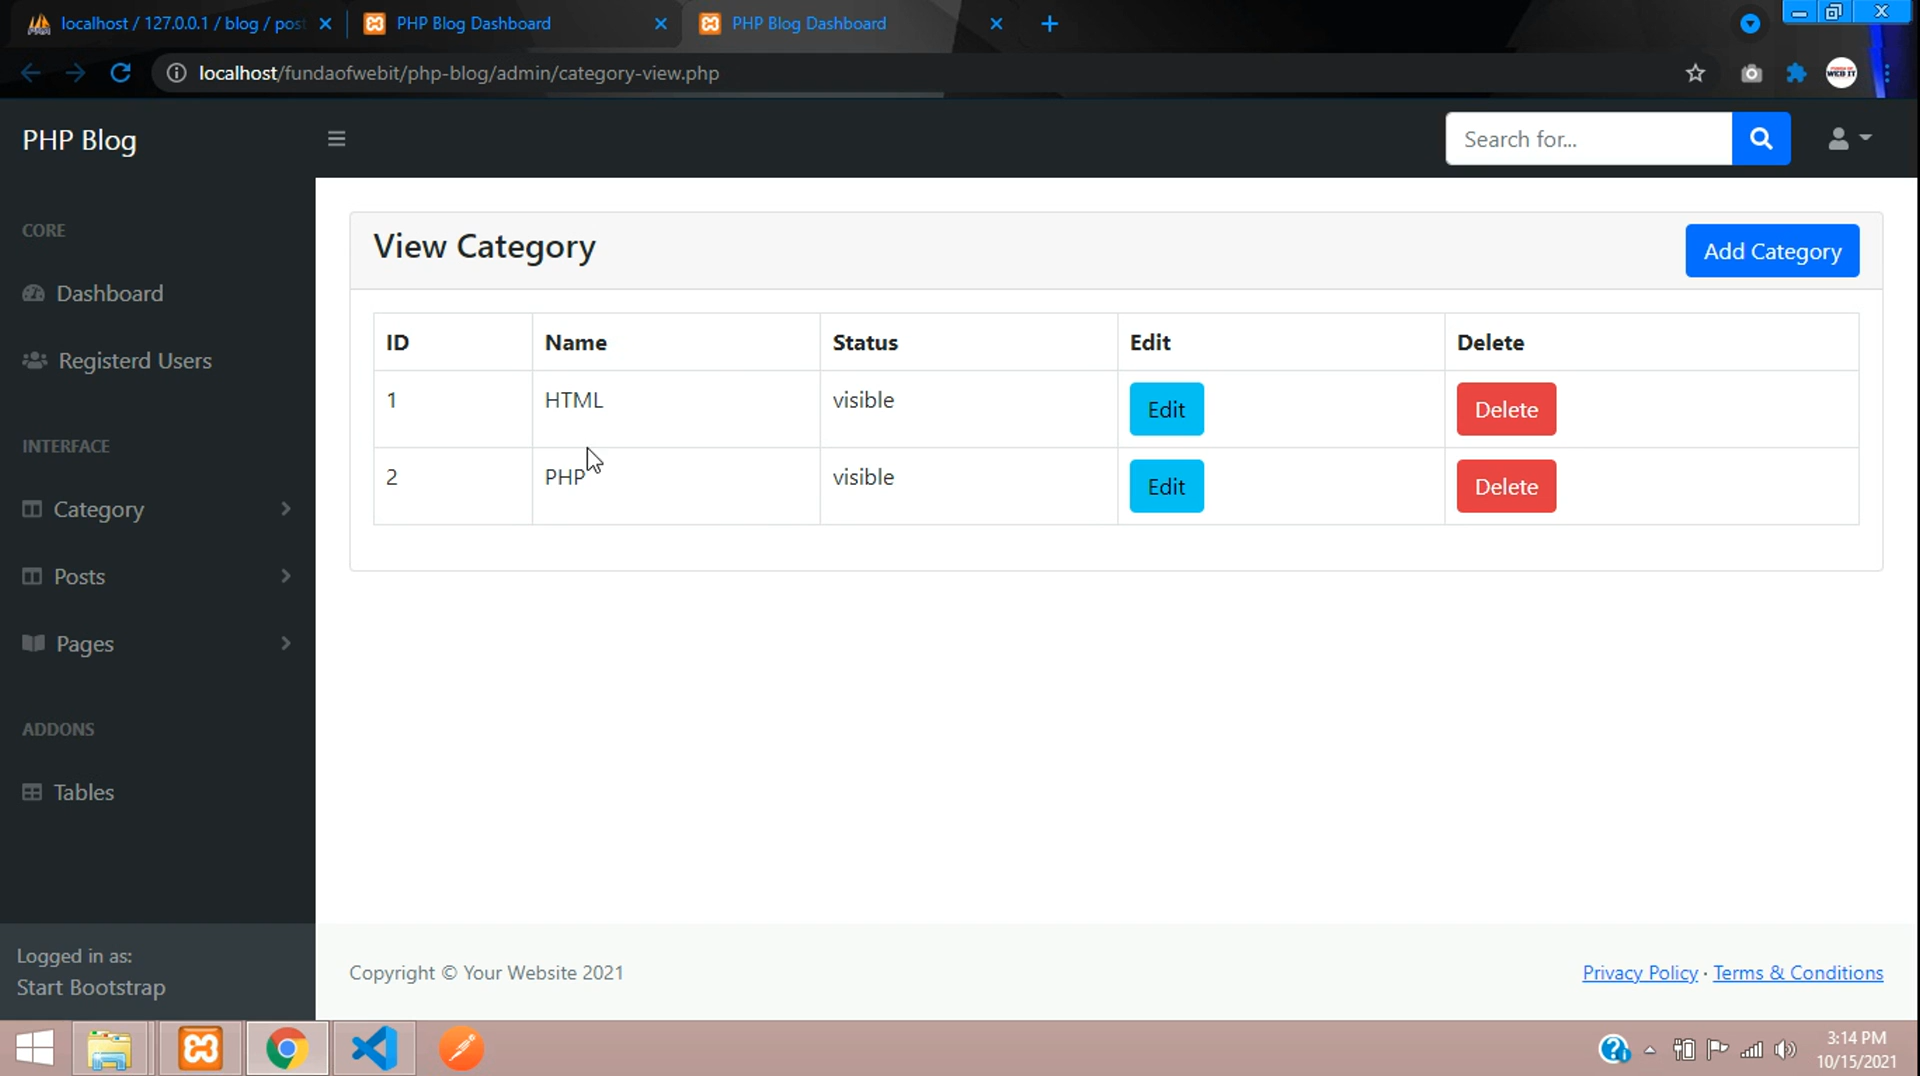 localhost / 127.0.0.1 / blog / post
PHP Blog Dashboard
PHP Blog Dashboard
localhost/fundaofwebit/php-blog/admin/category-view.php
WEB IT
PHP Blog
Search for...
CORE
Dashboard
Registerd Users
INTERFACE
Category
Posts
Pages
ADDONS
Tables
Logged in as:
Start Bootstrap
View Category
Add Category
ID Name Status Edit Delete
1 HTML visible Edit Delete
2 PHP visible Edit Delete
Copyright © Your Website 2021
Privacy Policy · Terms & Conditions
3:14 PM
10/15/2021